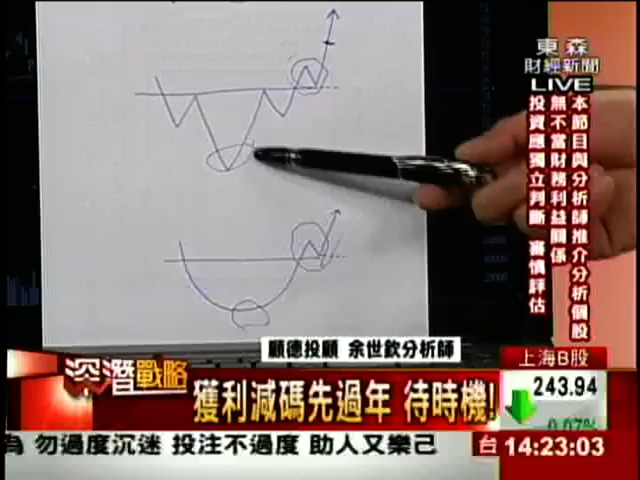 東森
財經新聞
LIVE
本節目與分析師推介分析個股
無不當財務利益關係
投資應獨立判斷 審慎評估
顧德投顧 余世欽分析師
深潛戰略
獲利減碼先過年 待時機!
上海B股
243.94
0.07%
勿過度沉迷 投注不過度 助人又樂己
台 14:23:03